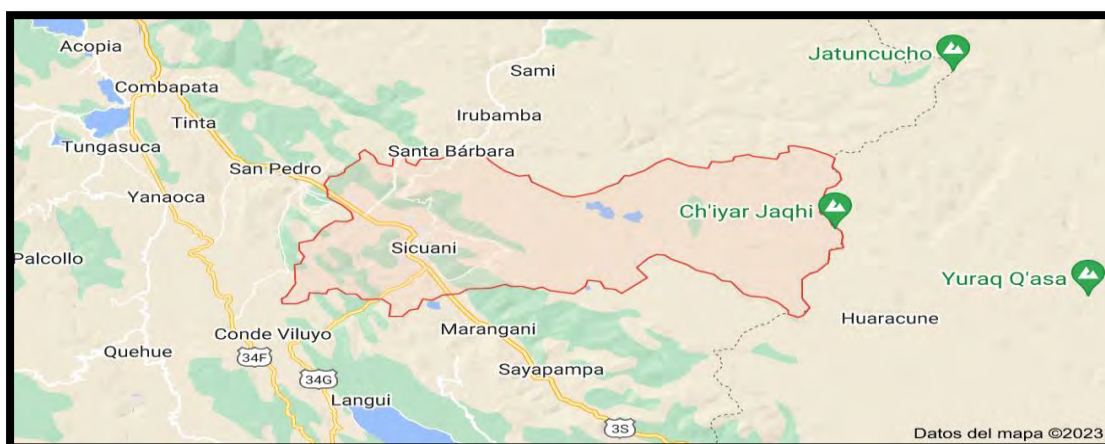 Acopia
Jatuncucho
Sami
Combapata
Irubamba
Tinta
Tungasuca
Santa Bárbara
San Pedro
Yanaoca
Ch'iyar Jaqhi
Sicuani
Palcollo
Yuraq Q'asa
Huaracune
Conde Viluyo
Marangani
Quehue
34F
Sayapampa
34G
Langui
3S
Datos del mapa ©2023